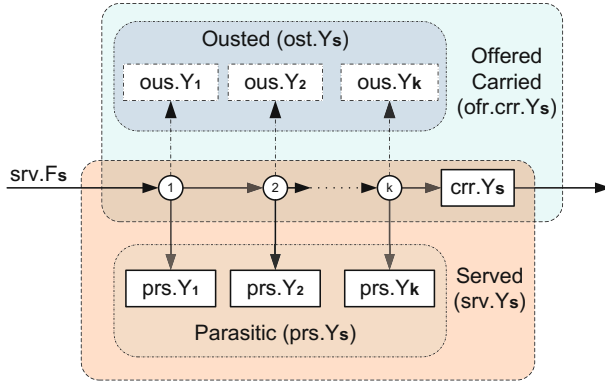 Ousted (ost.Ys)
Offered
Carried
(ofr.crr.Ys)
ous.Y1 ous.Y2 ous.Yk
srv.Fs
1 2 k crr.Ys
prs.Y1 prs.Y2 prs.Yk
Served
(srv.Ys)
Parasitic (prs.Ys)